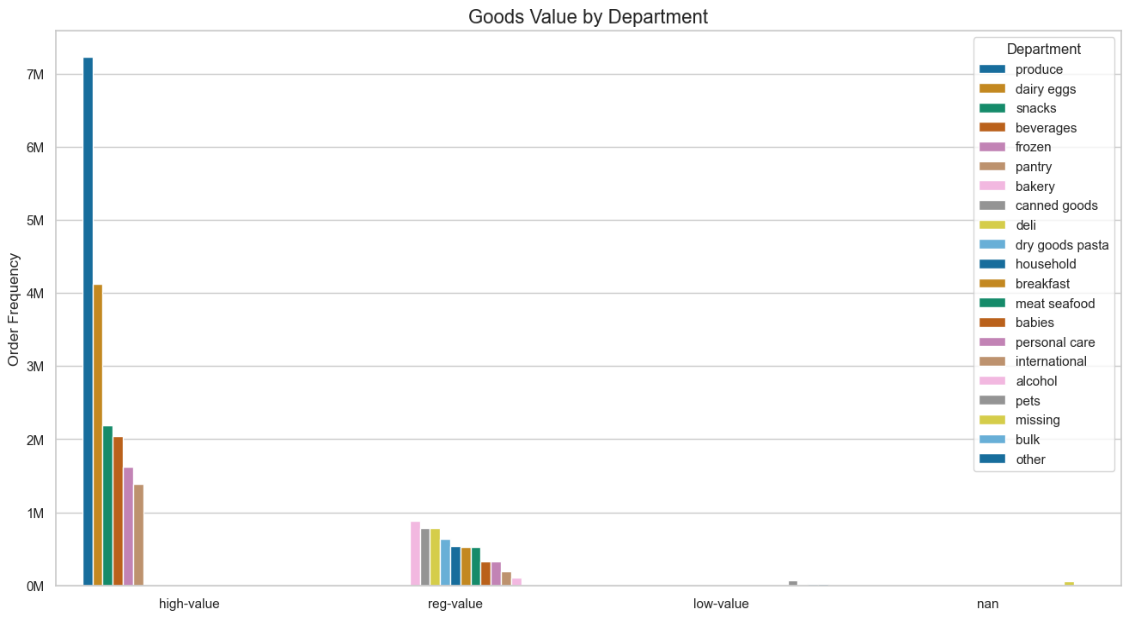 Goods Value by Department
Order Frequency
7M
6M
5M
4M
3M
2M
1M
0M
high-value
reg-value
low-value
nan
Department
produce
dairy eggs
snacks
beverages
frozen
pantry
bakery
canned goods
deli
dry goods pasta
household
breakfast
meat seafood
babies
personal care
international
alcohol
pets
missing
bulk
other